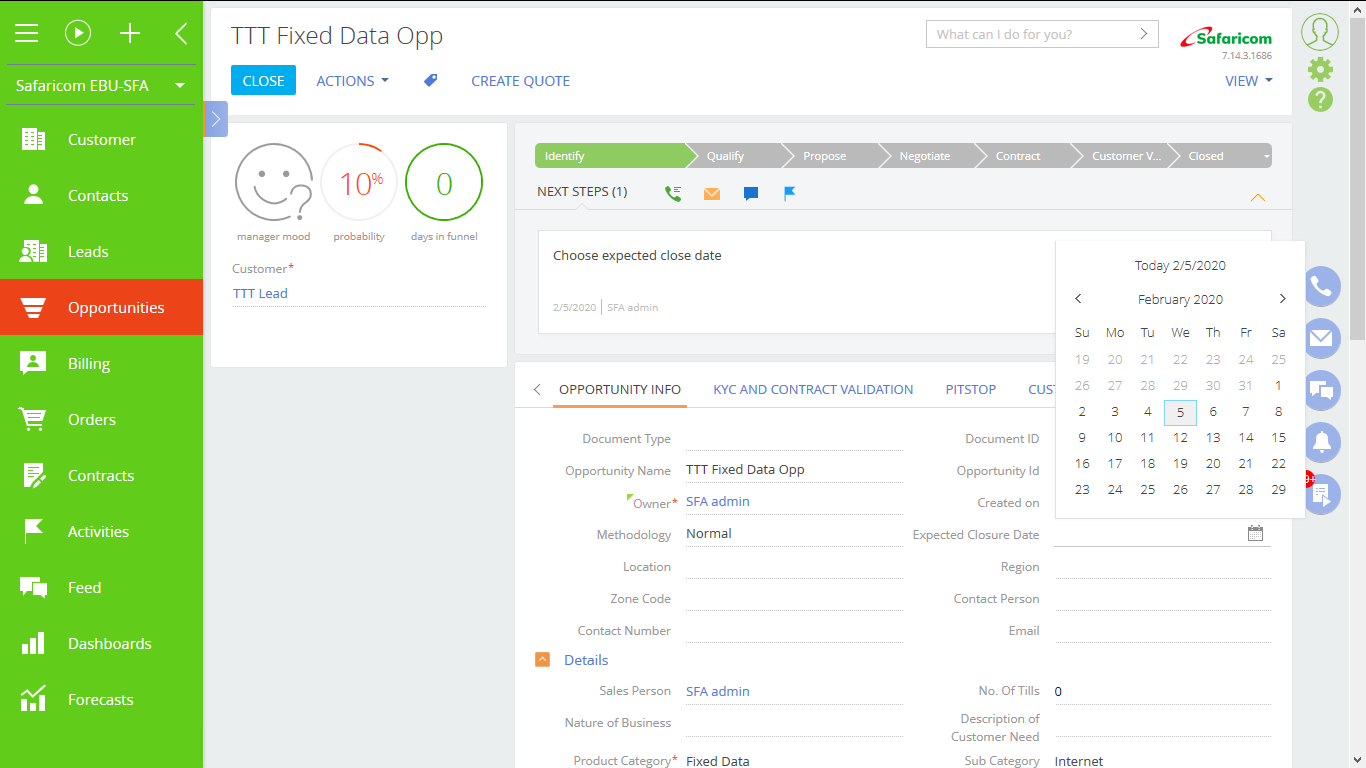 TTT Fixed Data Opp
What can I do for you?
Safaricom
7.14.3.1686
CLOSE
ACTIONS
CREATE QUOTE
VIEW
Safaricom EBU-SFA
Customer
Contacts
Leads
Opportunities
Billing
Orders
Contracts
Activities
Feed
Dashboards
Forecasts
10%
0
manager mood
probability
days in funnel
Customer*
TTT Lead
Identify
Qualify
Propose
Negotiate
Contract
Customer V...
Closed
NEXT STEPS (1)
Choose expected close date
2/5/2020 SFA admin
Today 2/5/2020
February 2020
Su Mo Tu We Th Fr Sa
19 20 21 22 23 24 25
26 27 28 29 30 31 1
2 3 4 5 6 7 8
9 10 11 12 13 14 15
16 17 18 19 20 21 22
23 24 25 26 27 28 29
9+
OPPORTUNITY INFO
KYC AND CONTRACT VALIDATION
PITSTOP
CUST
Document Type
Document ID
Opportunity Name TTT Fixed Data Opp
Opportunity Id
Owner* SFA admin
Created on
Methodology Normal
Expected Closure Date
Location
Region
Zone Code
Contact Person
Contact Number
Email
Details
Sales Person SFA admin
No. Of Tills 0
Nature of Business
Description of
Customer Need
Product Category* Fixed Data
Sub Category Internet